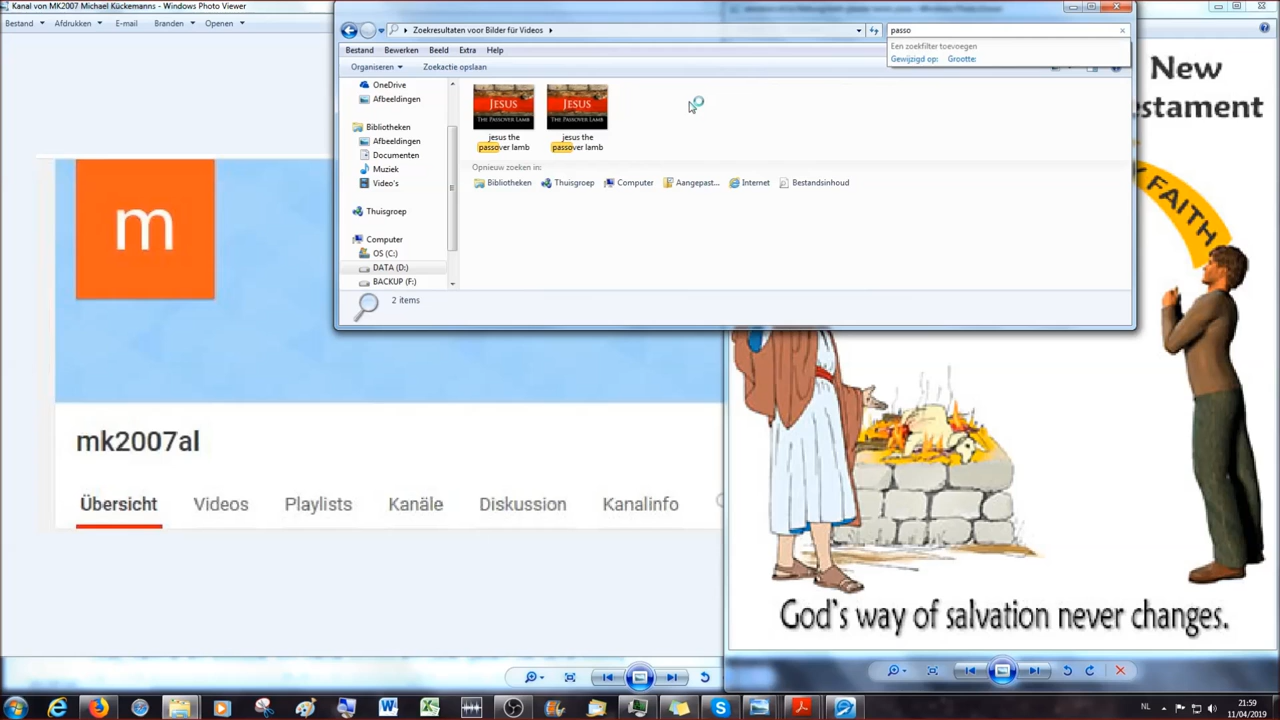 Kanal von MK2007 Michael Kückemanns - Windows Photo Viewer
Bestand Afdrukken E-mail Branden Openen
Zoekresultaten voor Bilder für Videos
passo
Een zoekfilter toevoegen
Gewijzigd op: Grootte:
Bestand Bewerken Beeld Extra Help
Organiseren Zoekactie opslaan
OneDrive
Afbeeldingen
Bibliotheken
Afbeeldingen
Documenten
Muziek
Video's
Thuisgroep
Computer
OS (C:)
DATA (D:)
BACKUP (F:)
JESUS
THE PASSOVER LAMB
jesus the
passover lamb
JESUS
THE PASSOVER LAMB
jesus the
passover lamb
Opnieuw zoeken in:
Bibliotheken Thuisgroep Computer Aangepast... Internet Bestandsinhoud
2 items
m
mk2007al
Übersicht Videos Playlists Kanäle Diskussion Kanalinfo
New
estament
Y FAITH
God's way of salvation never changes.
NL
21:59
11/04/2019